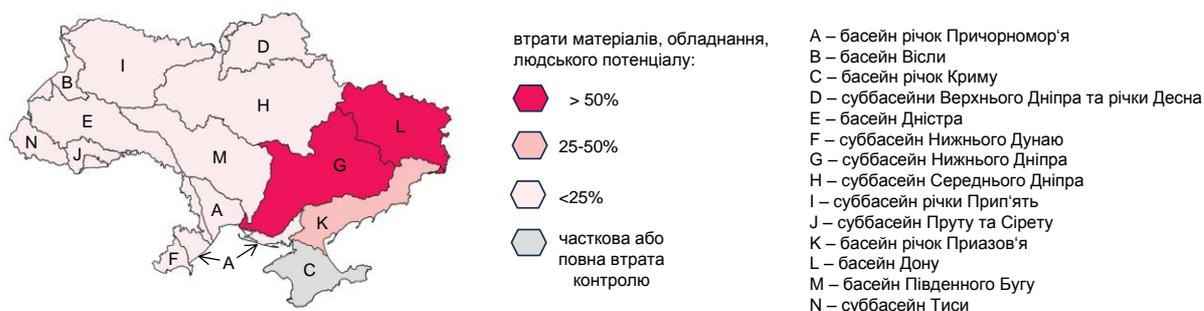 D
I
B
H
L
E
N
J
M
G
A
K
F
A
C
втрати матеріалів, обладнання,
людського потенціалу:
> 50%
25-50%
<25%
часткова або
повна втрата
контролю
A – басейн річок Причорномор‘я
B – басейн Вісли
C – басейн річок Криму
D – суббасейни Верхнього Дніпра та річки Десна
E – басейн Дністра
F – суббасейн Нижнього Дунаю
G – суббасейн Нижнього Дніпра
H – суббасейн Середнього Дніпра
I – суббасейн річки Прип‘ять
J – суббасейн Пруту та Сірету
K – басейн річок Приазов‘я
L – басейн Дону
M – басейн Південного Бугу
N – суббасейн Тиси